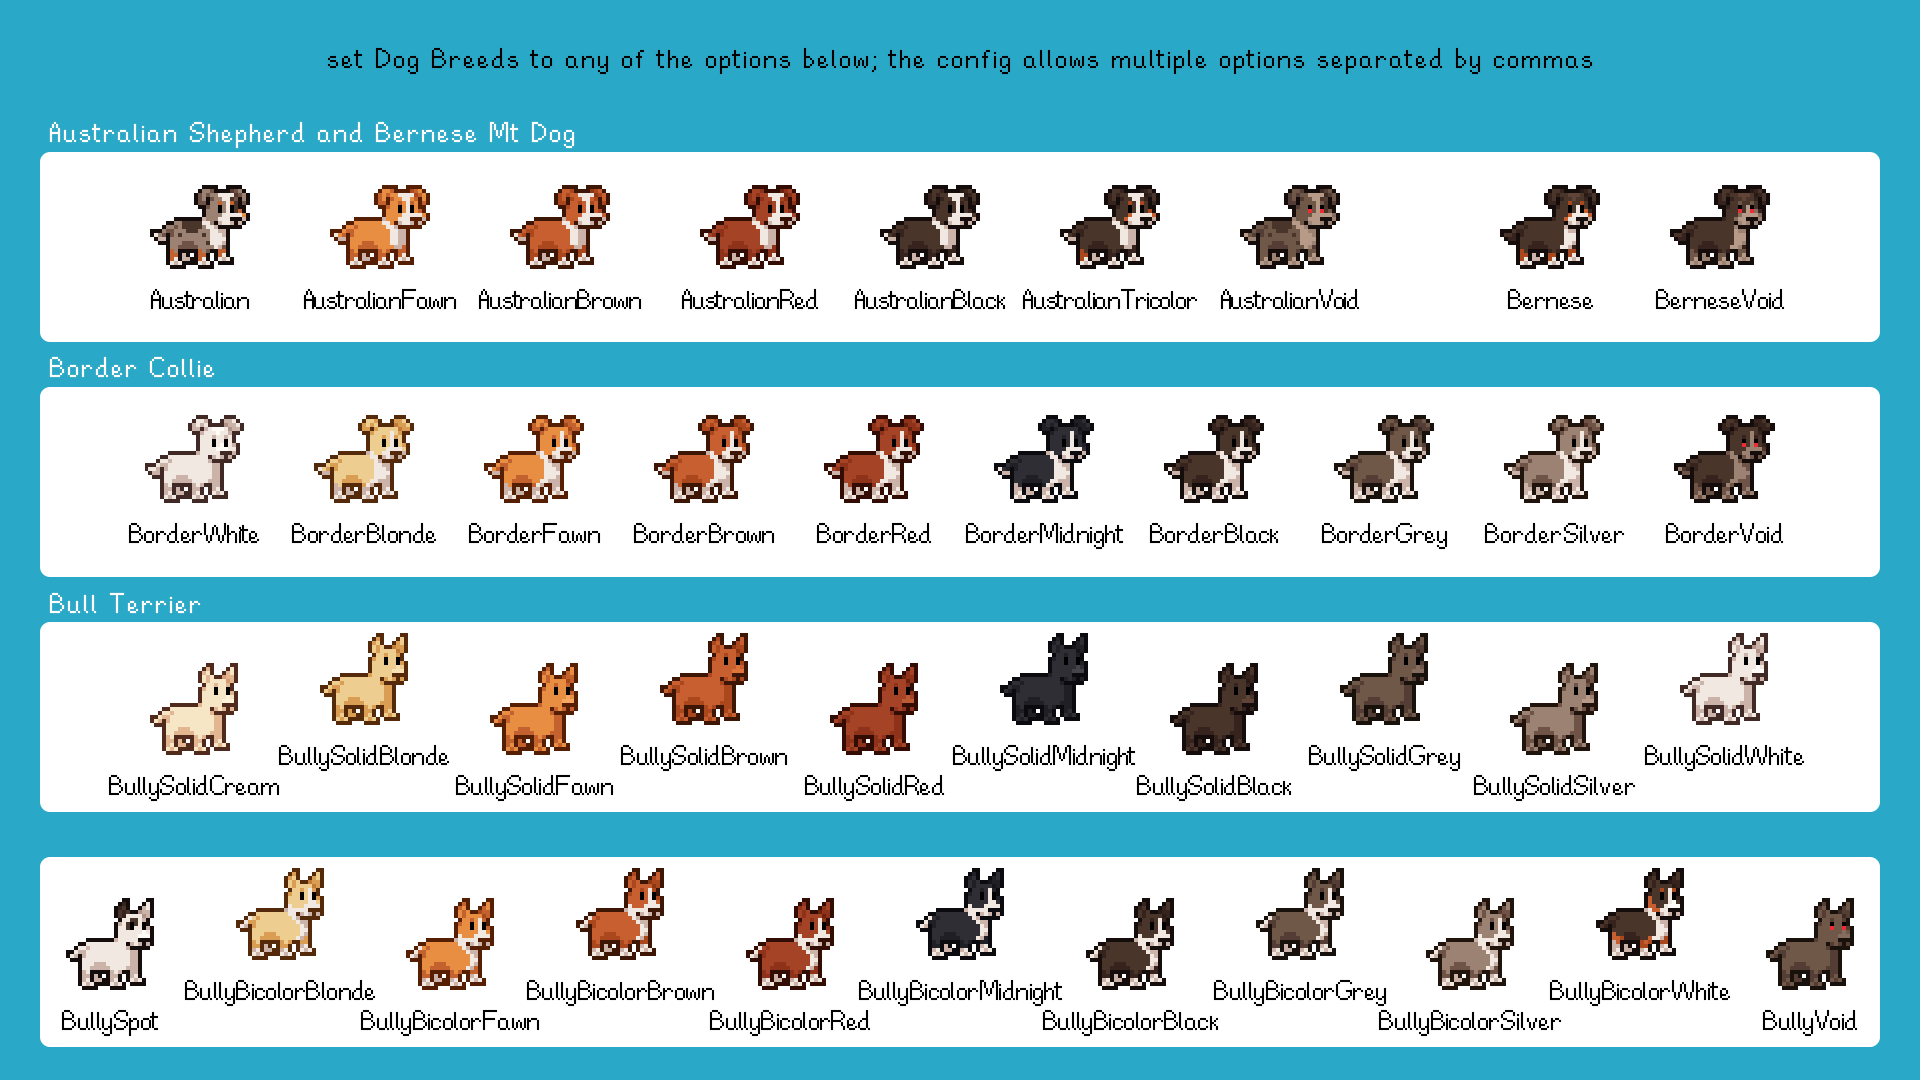 set Dog Breeds to any of the options below; the config allows multiple options separated by commas
Australian Shepherd and Bernese Mt Dog
Australian AustralianFawn AustralianBrown AustralianRed AustralianBlack AustralianTricolor AustralianVoid Bernese BerneseVoid
Border Collie
BorderWhite BorderBlonde BorderFawn BorderBrown BorderRed BorderMidnight BorderBlack BorderGrey BorderSilver BorderVoid
Bull Terrier
BullySolidBlonde BullySolidBrown BullySolidMidnight BullySolidGrey BullySolidWhite
BullySolidCream BullySolidFawn BullySolidRed BullySolidBlack BullySolidSilver
BullyBicolorBlonde BullyBicolorBrown BullyBicolorMidnight BullyBicolorGrey BullyBicolorWhite
BullySpot BullyBicolorFawn BullyBicolorRed BullyBicolorBlack BullyBicolorSilver BullyVoid